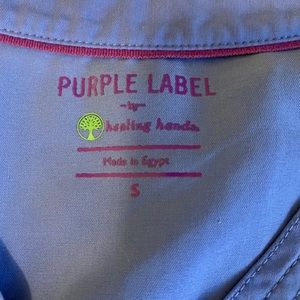 PURPLE LABEL
-by-
healing hands.
Made in Egypt
S